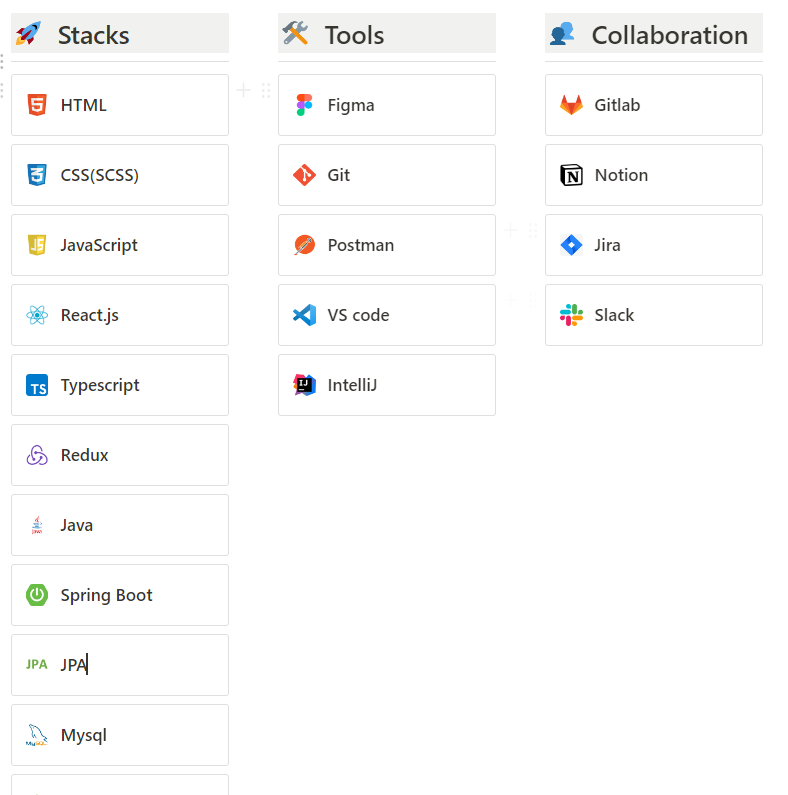 Stacks
HTML
CSS(SCSS)
JavaScript
React.js
Typescript
Redux
Java
Spring Boot
JPA JPA
Mysql
Tools
Figma
Git
Postman
VS code
IntelliJ
Collaboration
Gitlab
Notion
Jira
Slack